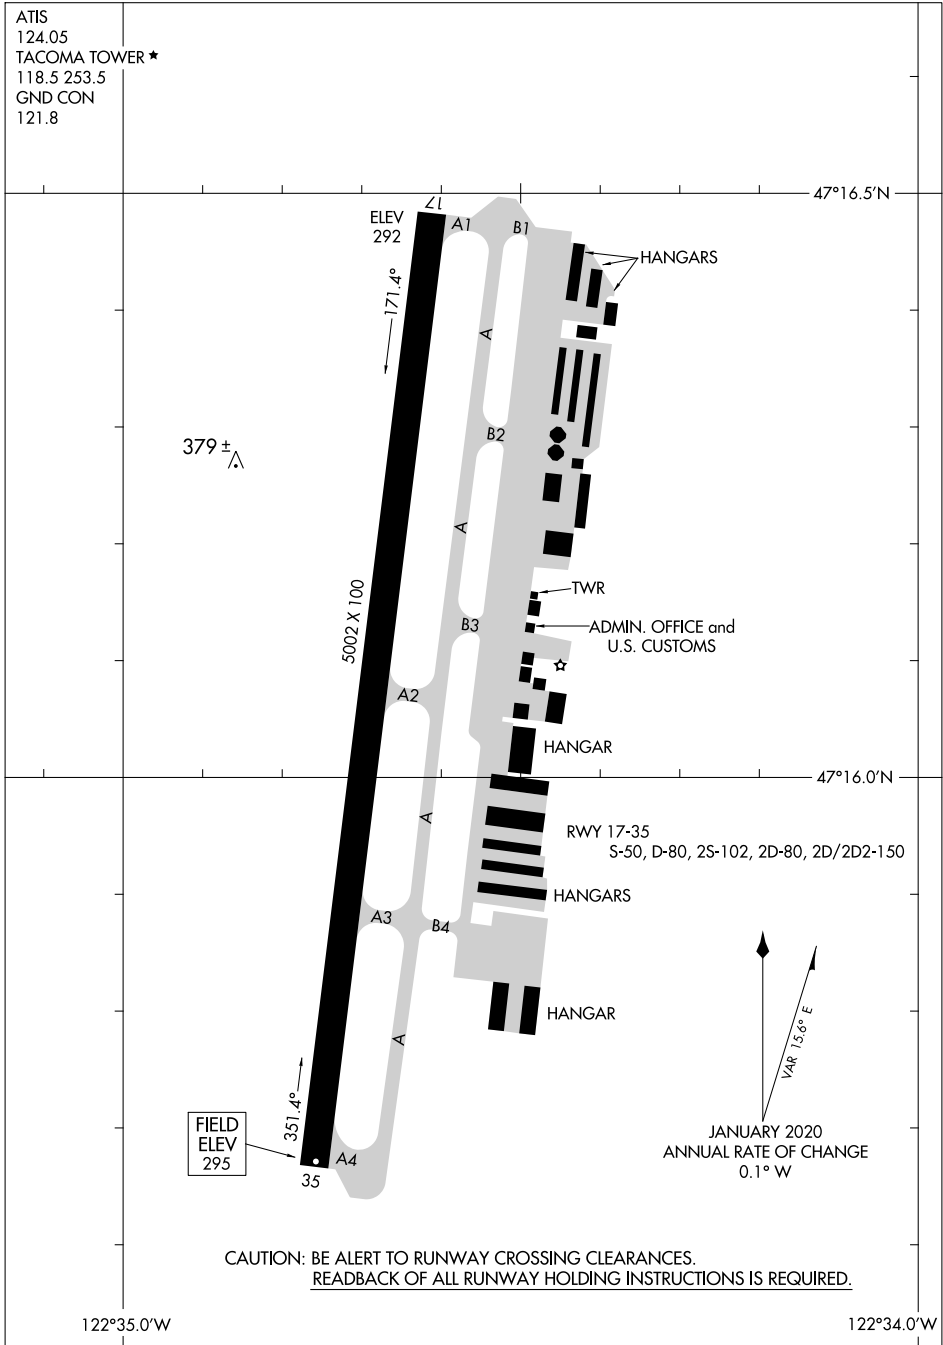 ATIS
124.05
TACOMA TOWER ★
118.5 253.5
GND CON
121.8
47°16.5'N
17
ELEV
292
A1
B1
HANGARS
171.4°
A
B2
379 ±
A
TWR
5002 X 100
B3
ADMIN. OFFICE and
U.S. CUSTOMS
A2
HANGAR
47°16.0'N
A
RWY 17-35
S-50, D-80, 2S-102, 2D-80, 2D/2D2-150
HANGARS
A3
B4
HANGAR
A
VAR 15.6° E
351.4°
FIELD
ELEV
295
A4
35
JANUARY 2020
ANNUAL RATE OF CHANGE
0.1° W
CAUTION: BE ALERT TO RUNWAY CROSSING CLEARANCES.
READBACK OF ALL RUNWAY HOLDING INSTRUCTIONS IS REQUIRED.
122°35.0'W
122°34.0'W